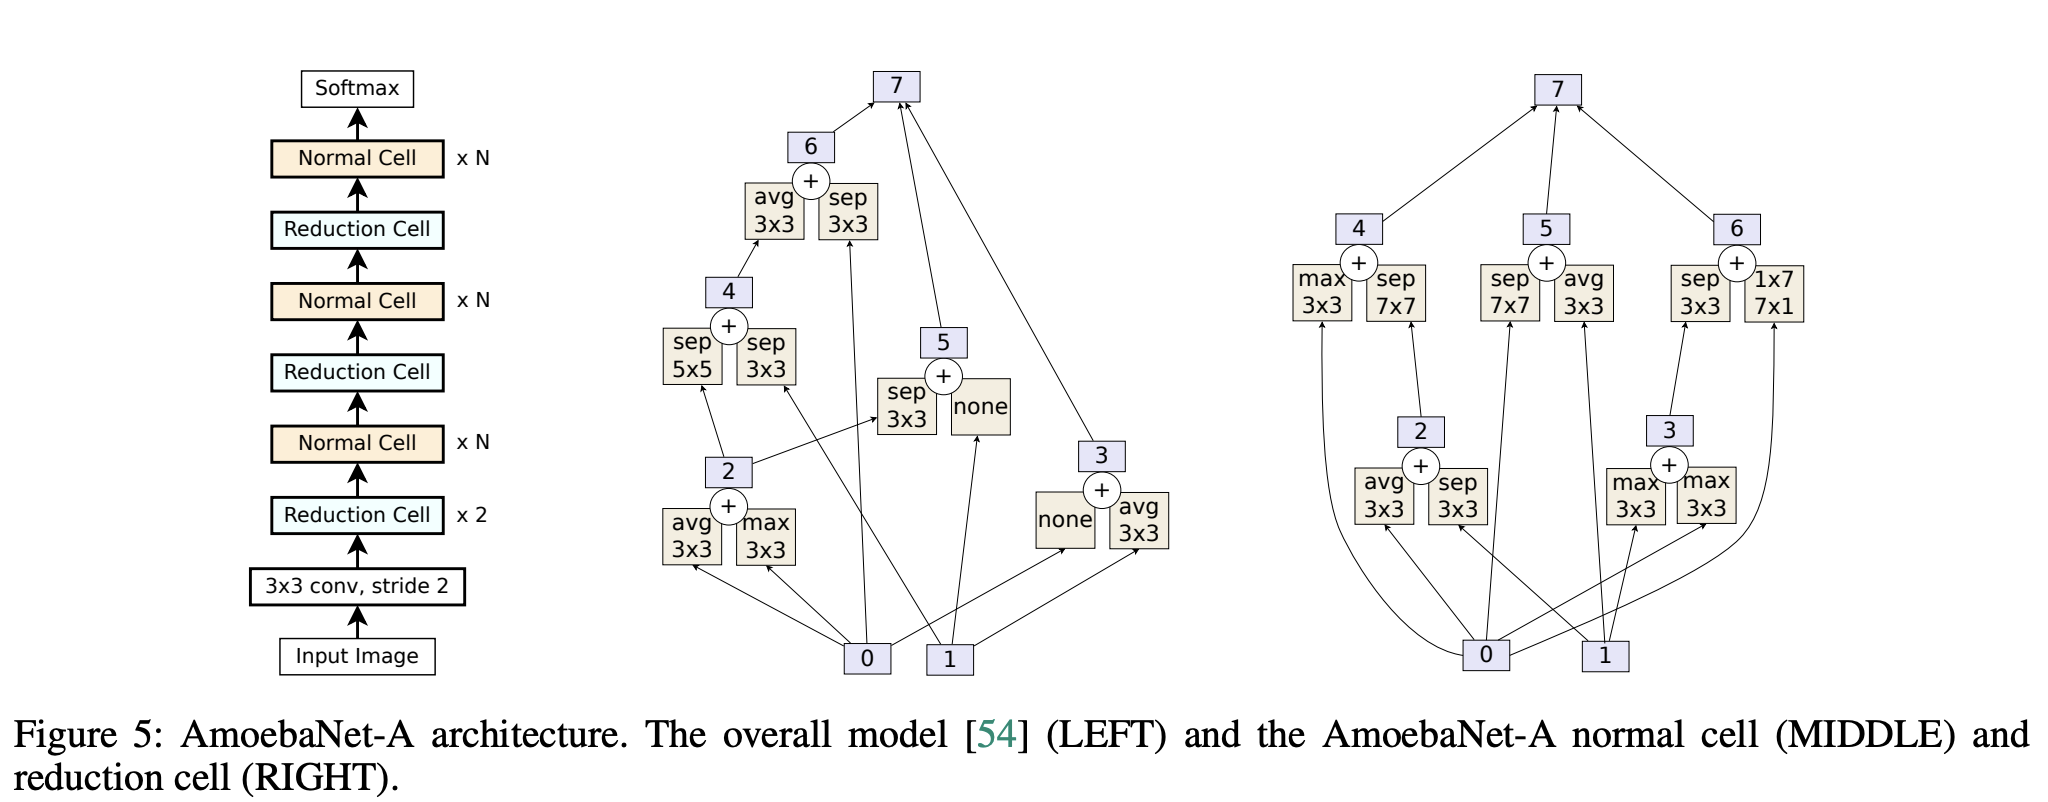 Softmax
Normal Cell x N
Reduction Cell
Normal Cell x N
Reduction Cell
Normal Cell x N
Reduction Cell x 2
3x3 conv, stride 2
Input Image
7
6
+
avg 3x3
sep 3x3
4
+
sep 5x5
sep 3x3
5
+
sep 3x3
none
2
+
avg 3x3
max 3x3
3
+
none
avg 3x3
0
1
7
4
+
max 3x3
sep 7x7
5
+
sep 7x7
avg 3x3
6
+
sep 3x3
1x7 7x1
2
+
avg 3x3
sep 3x3
3
+
max 3x3
max 3x3
0
1
Figure 5: AmoebaNet-A architecture. The overall model [54] (LEFT) and the AmoebaNet-A normal cell (MIDDLE) and
reduction cell (RIGHT).